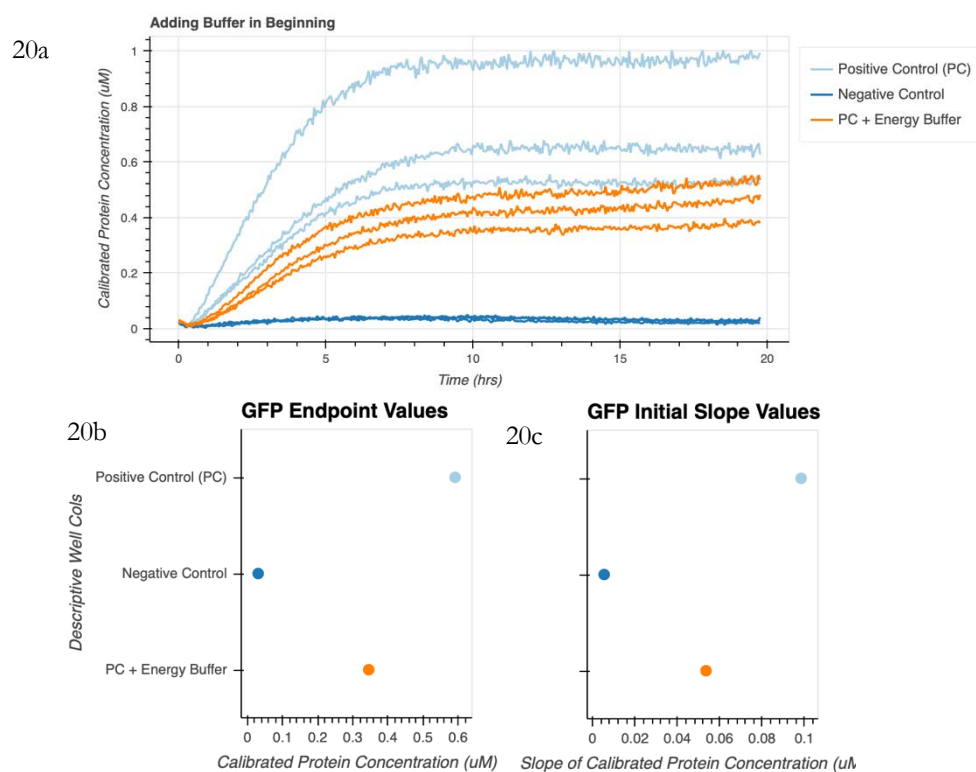 20a
Adding Buffer in Beginning
Calibrated Protein Concentration (uM)
1
0.8
0.6
0.4
0.2
0
0
5
10
15
20
Time (hrs)
Positive Control (PC)
Negative Control
PC + Energy Buffer
20b
GFP Endpoint Values
Descriptive Well Cols
Positive Control (PC)
Negative Control
PC + Energy Buffer
0 0.1 0.2 0.3 0.4 0.5 0.6
Calibrated Protein Concentration (uM)
20c
GFP Initial Slope Values
0 0.02 0.04 0.06 0.08 0.1
Slope of Calibrated Protein Concentration (uM